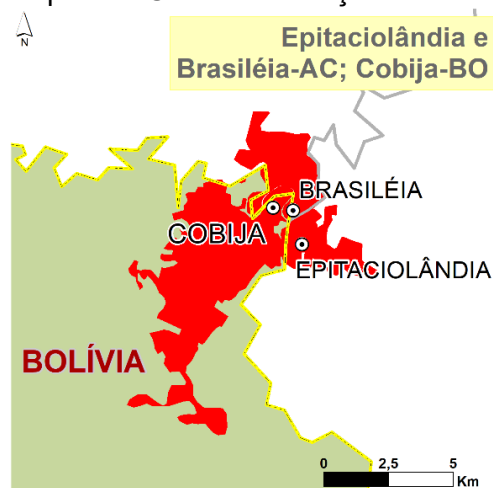 N
Epitaciolândia e
Brasiléia-AC; Cobija-BO
BRASILÉIA
COBIJA
EPITACIOLÂNDIA
BOLÍVIA
0 2,5 5
Km